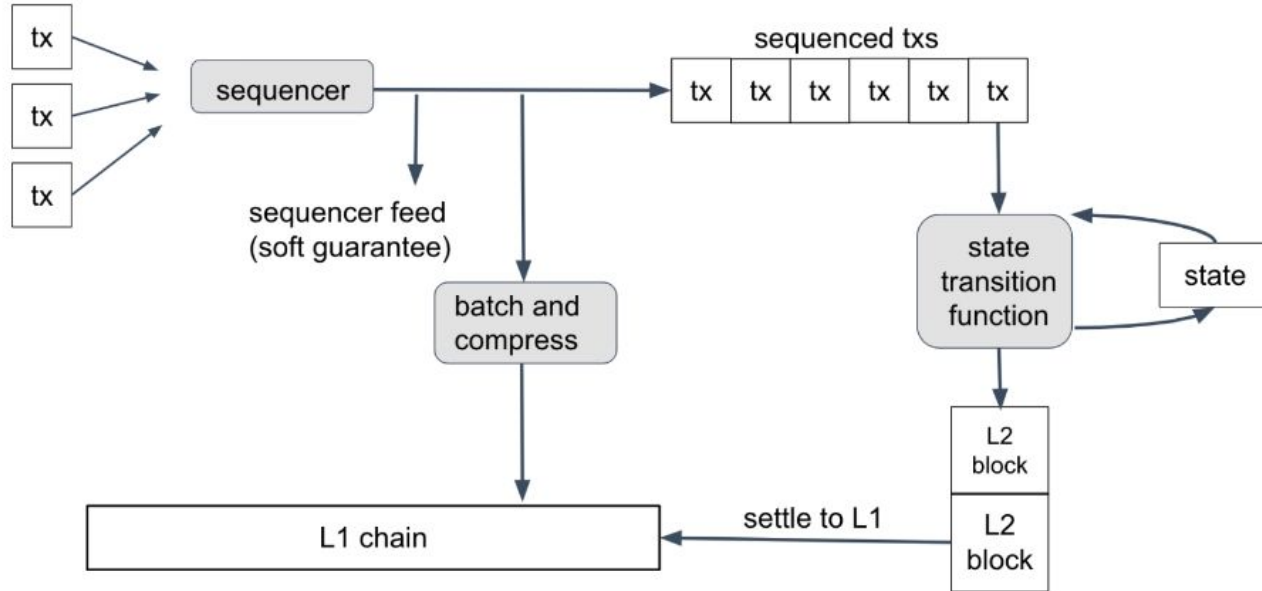 tx
tx
tx
sequencer
sequenced txs
tx tx tx tx tx tx
sequencer feed
(soft guarantee)
batch and
compress
state
transition
function
state
L2
block
L2
block
settle to L1
L1 chain